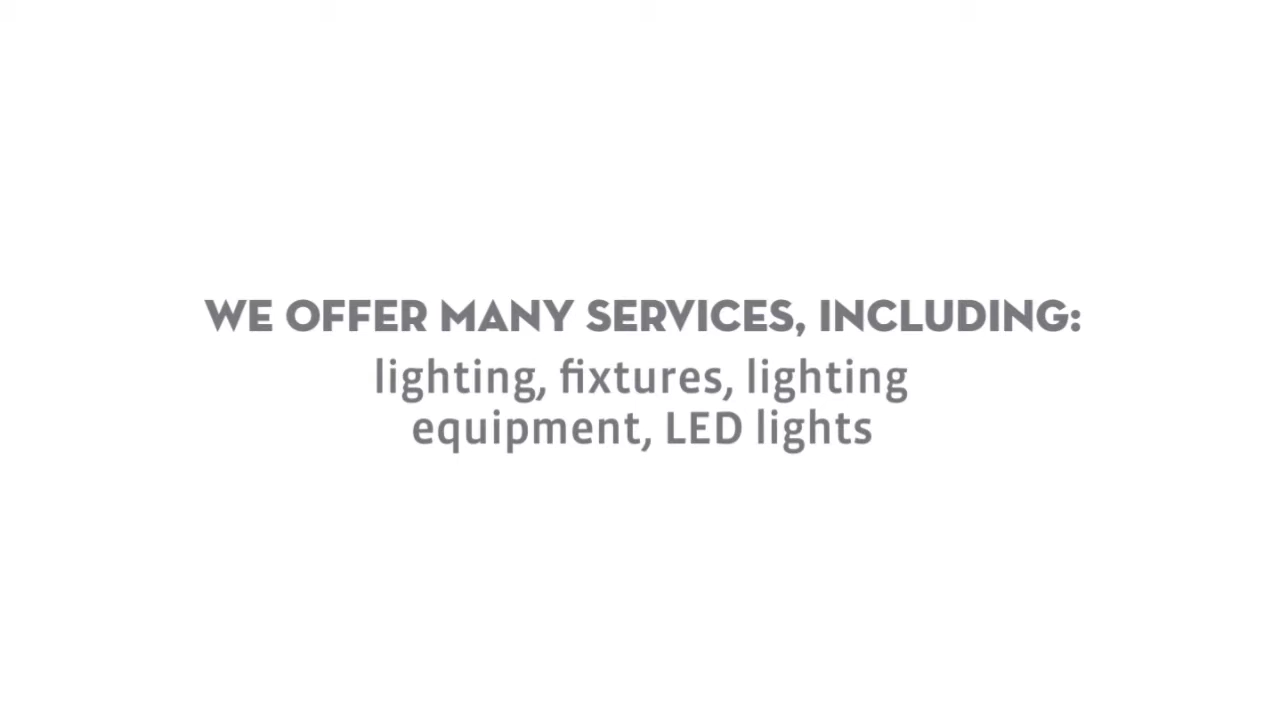 WE OFFER MANY SERVICES, INCLUDING:
lighting, fixtures, lighting
equipment, LED lights